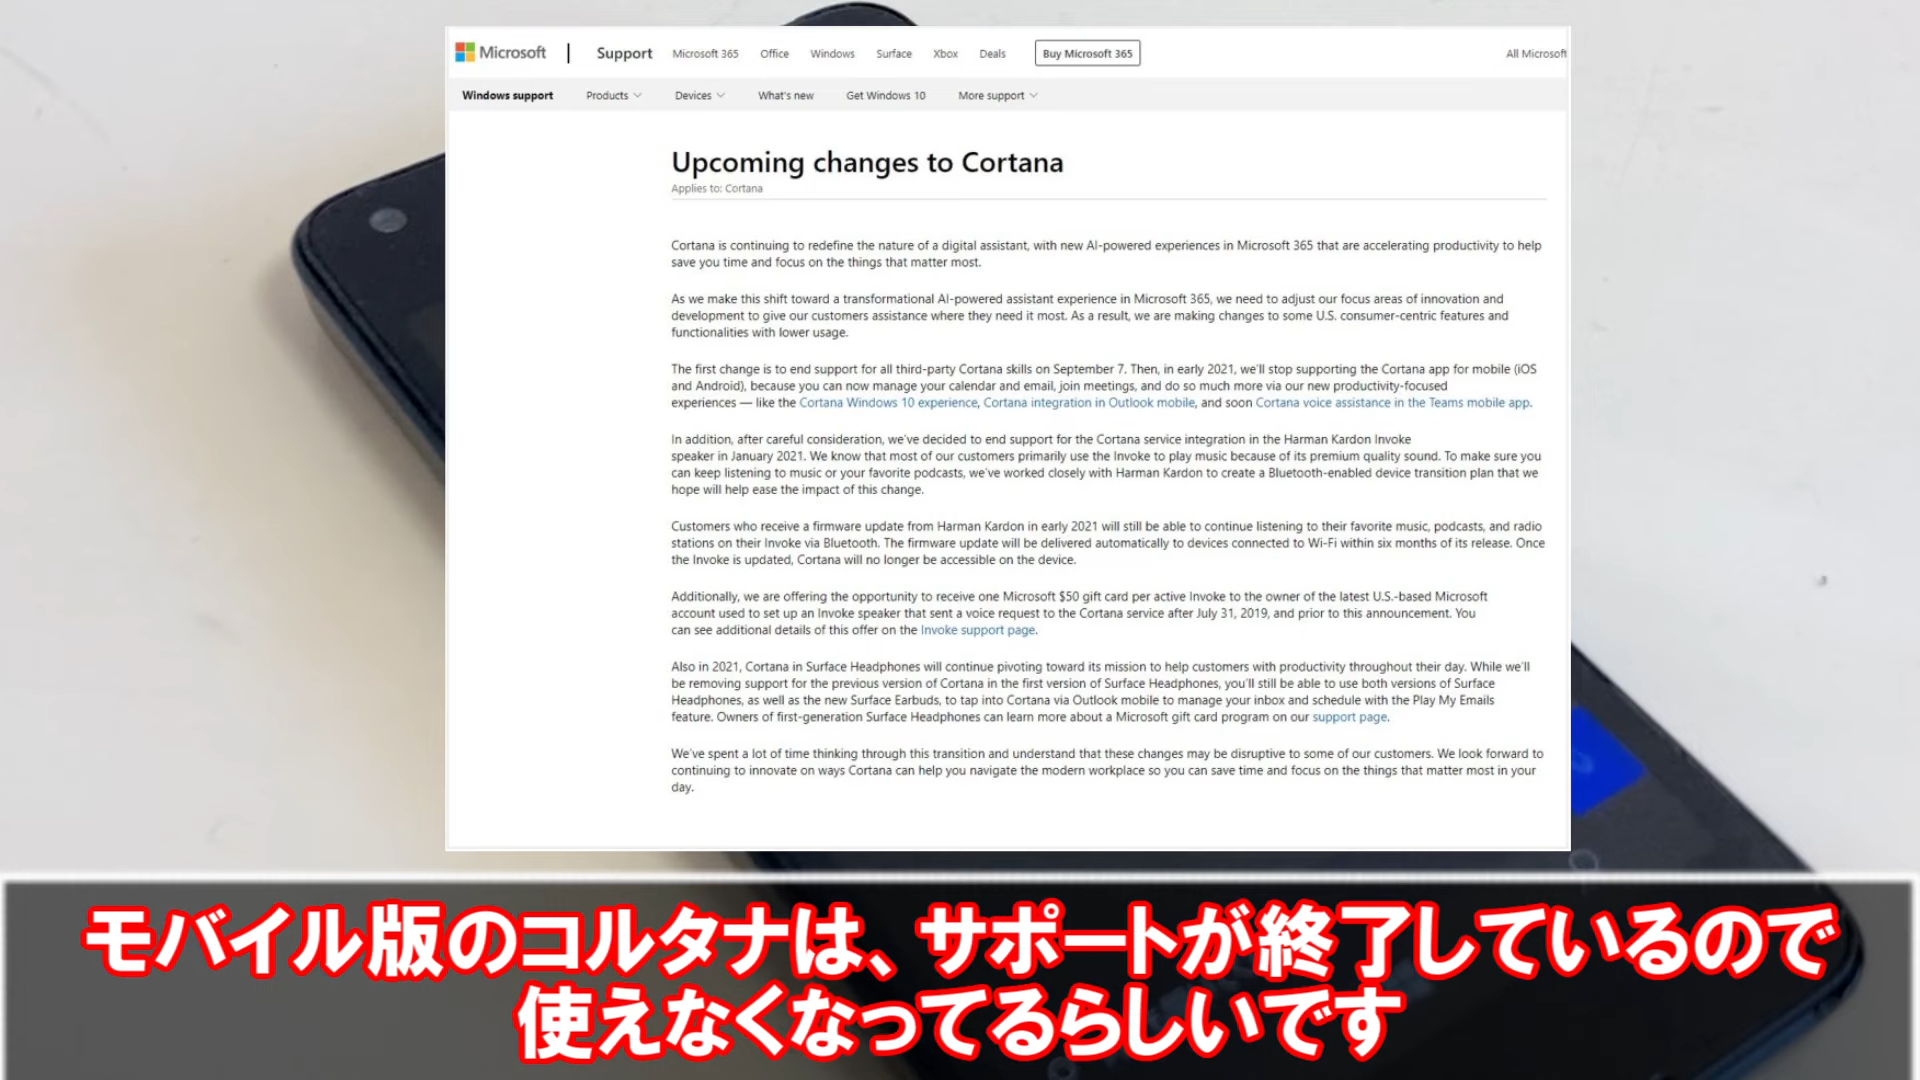 Microsoft | Support Microsoft 365 Office Windows Surface Xbox Deals Buy Microsoft 365 All Microsoft
Windows support Products Devices What's new Get Windows 10 More support
Upcoming changes to Cortana
Applies to: Cortana
Cortana is continuing to redefine the nature of a digital assistant, with new AI-powered experiences in Microsoft 365 that are accelerating productivity to help
save you time and focus on the things that matter most.
As we make this shift toward a transformational AI-powered assistant experience in Microsoft 365, we need to adjust our focus areas of innovation and
development to give our customers assistance where they need it most. As a result, we are making changes to some U.S. consumer-centric features and
functionalities with lower usage.
The first change is to end support for all third-party Cortana skills on September 7. Then, in early 2021, we'll stop supporting the Cortana app for mobile (iOS
and Android), because you can now manage your calendar and email, join meetings, and do so much more via our new productivity-focused
experiences — like the Cortana Windows 10 experience, Cortana integration in Outlook mobile, and soon Cortana voice assistance in the Teams mobile app.
In addition, after careful consideration, we've decided to end support for the Cortana service integration in the Harman Kardon Invoke
speaker in January 2021. We know that most of our customers primarily use the Invoke to play music because of its premium quality sound. To make sure you
can keep listening to music or your favorite podcasts, we've worked closely with Harman Kardon to create a Bluetooth-enabled device transition plan that we
hope will help ease the impact of this change.
Customers who receive a firmware update from Harman Kardon in early 2021 will still be able to continue listening to their favorite music, podcasts, and radio
stations on their Invoke via Bluetooth. The firmware update will be delivered automatically to devices connected to Wi-Fi within six months of its release. Once
the Invoke is updated, Cortana will no longer be accessible on the device.
Additionally, we are offering the opportunity to receive one Microsoft $50 gift card per active Invoke to the owner of the latest U.S.-based Microsoft
account used to set up an Invoke speaker that sent a voice request to the Cortana service after July 31, 2019, and prior to this announcement. You
can see additional details of this offer on the Invoke support page.
Also in 2021, Cortana in Surface Headphones will continue pivoting toward its mission to help customers with productivity throughout their day. While we'll
be removing support for the previous version of Cortana in the first version of Surface Headphones, you'll still be able to use both versions of Surface
Headphones, as well as the new Surface Earbuds, to tap into Cortana via Outlook mobile to manage your inbox and schedule with the Play My Emails
feature. Owners of first-generation Surface Headphones can learn more about a Microsoft gift card program on our support page.
We've spent a lot of time thinking through this transition and understand that these changes may be disruptive to some of our customers. We look forward to
continuing to innovate on ways Cortana can help you navigate the modern workplace so you can save time and focus on the things that matter most in your
day.
モバイル版のコルタナは、サポートが終了しているので
使えなくなってるらしいです